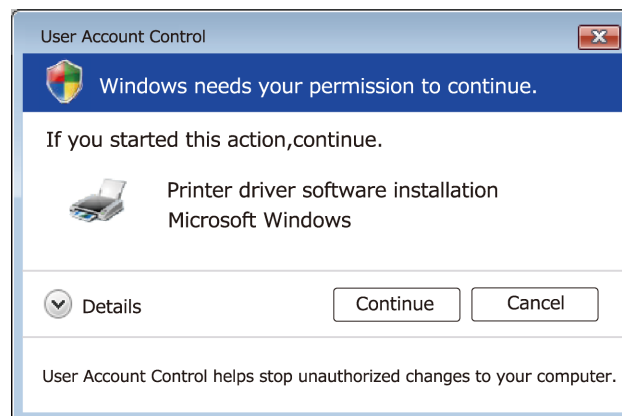 User Account Control
Windows needs your permission to continue.
If you started this action,continue.
Printer driver software installation
Microsoft Windows
Details
Continue
Cancel
User Account Control helps stop unauthorized changes to your computer.